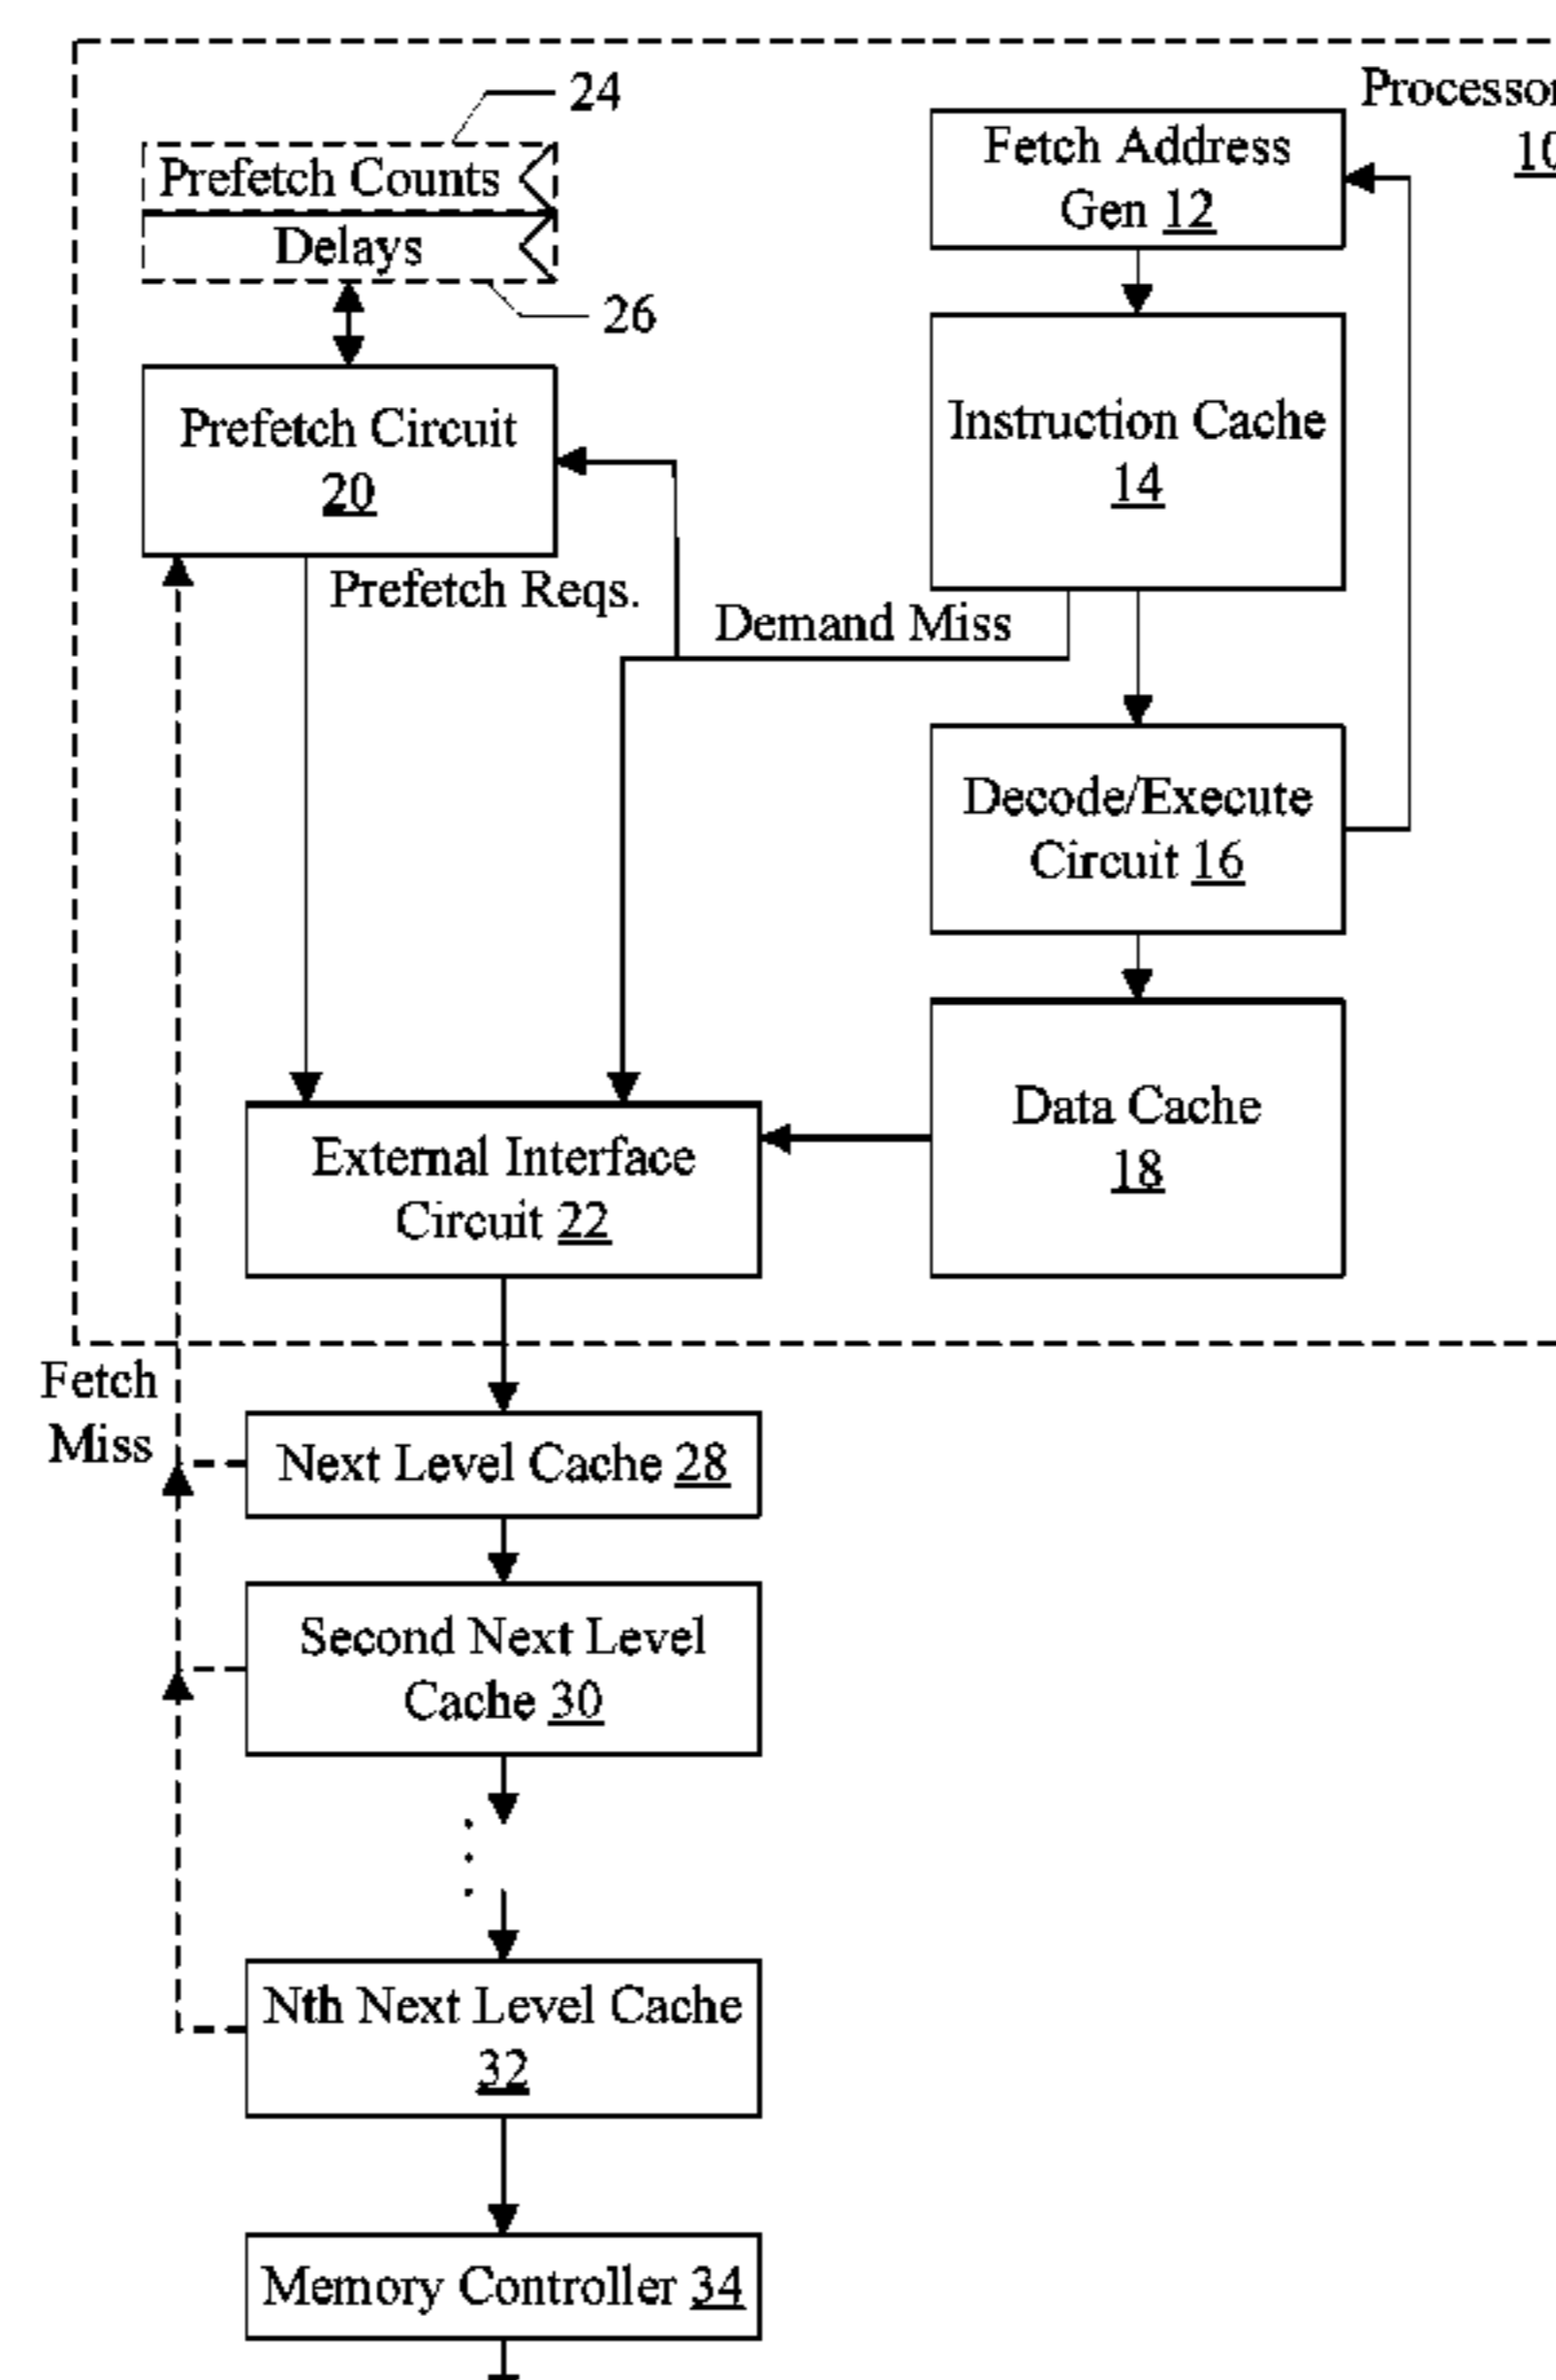 Processor
10
24
Prefetch Counts
Delays
26
Fetch Address
Gen 12
Prefetch Circuit
20
Instruction Cache
14
Prefetch Reqs.
Demand Miss
Decode/Execute
Circuit 16
External Interface
Circuit 22
Data Cache
18
Fetch
Miss
Next Level Cache 28
Second Next Level
Cache 30
Nth Next Level Cache
32
Memory Controller 34